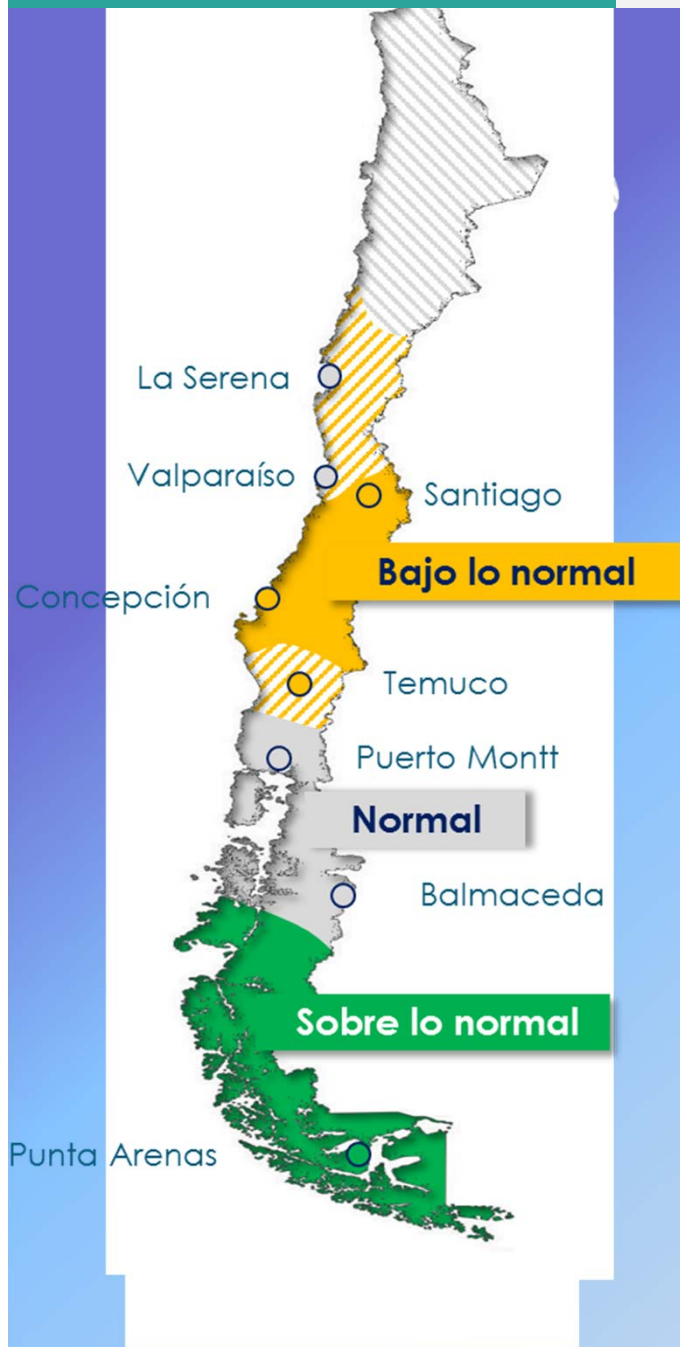 La Serena
Valparaíso
Santiago
Bajo lo normal
Concepción
Temuco
Puerto Montt
Normal
Balmaceda
Sobre lo normal
Punta Arenas